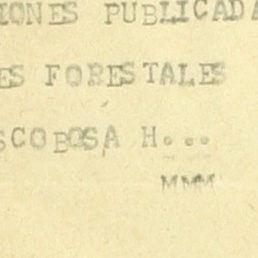 IONES PUBLICADA
ES FORESTALES
SCOBOSA H...
MMM